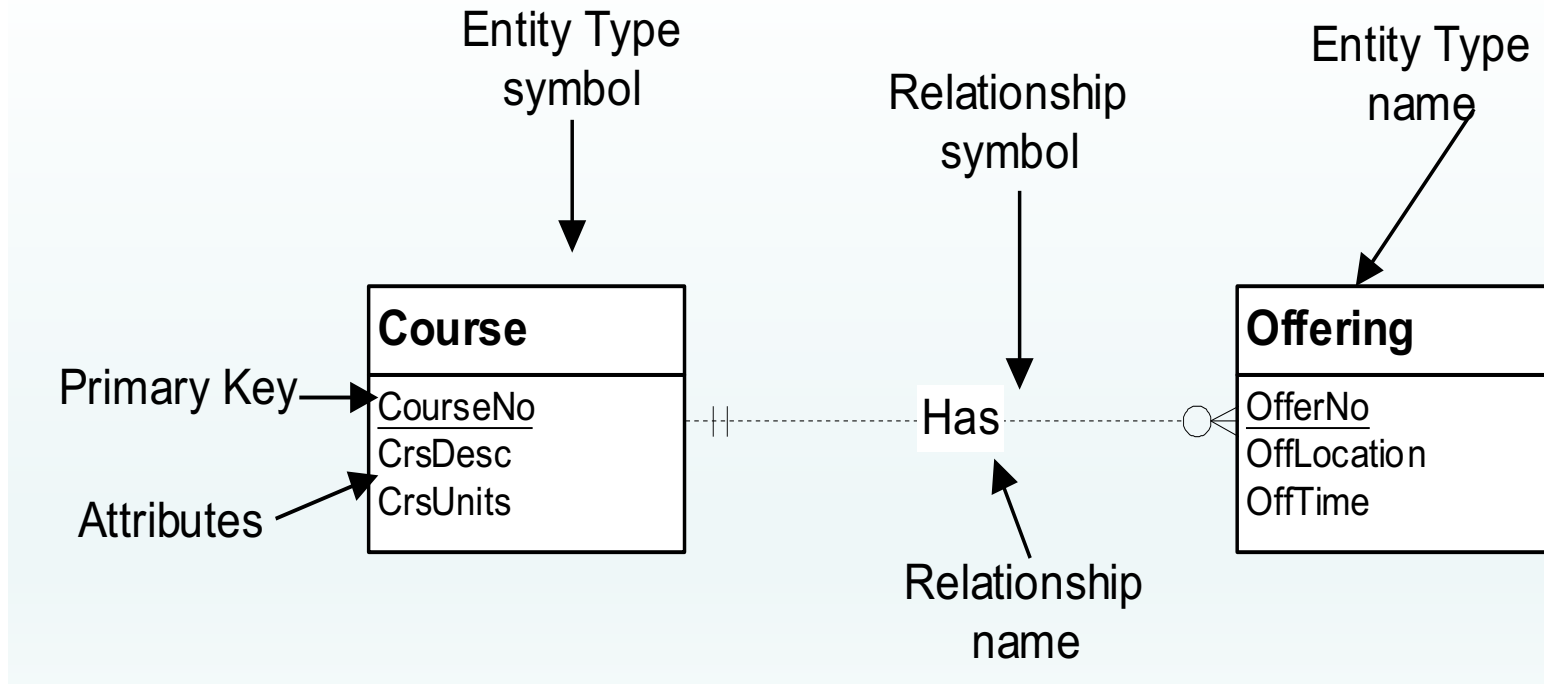 Entity Type
symbol
Relationship
symbol
Entity Type
name
Course
Offering
Primary Key
CourseNo
CrsDesc
CrsUnits
Attributes
Has
OfferNo
OffLocation
OffTime
Relationship
name